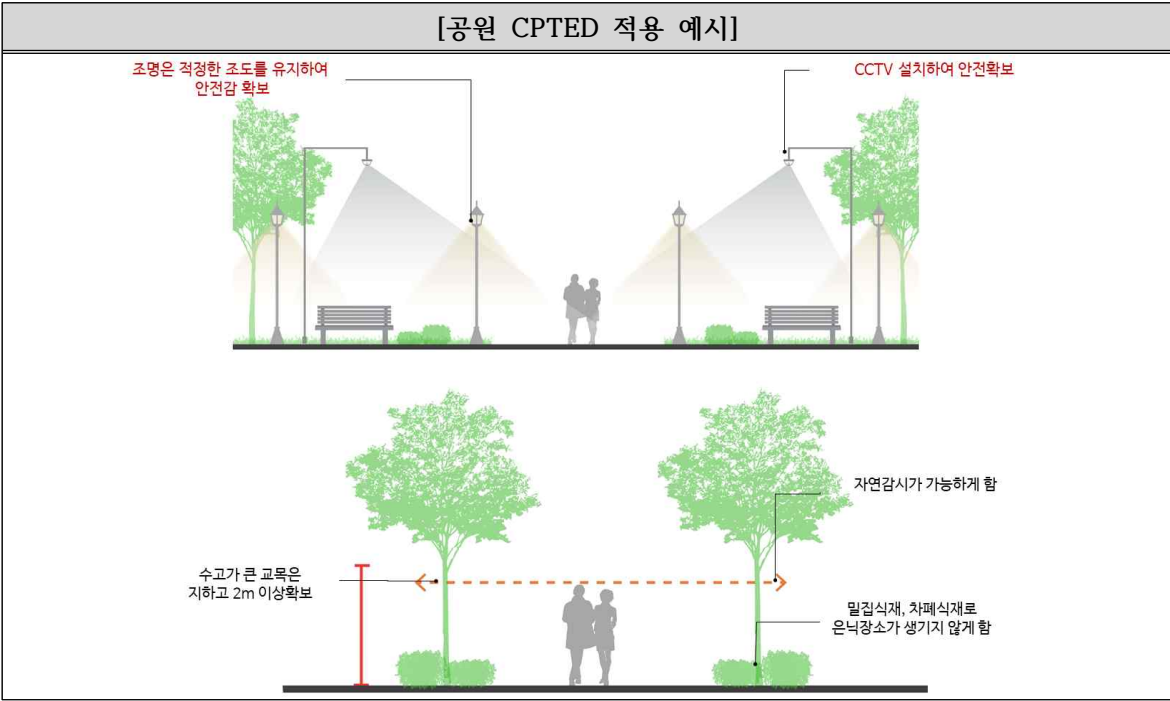 [공원 CPTED 적용 예시]
조명은 적정한 조도를 유지하여
안전감 확보
CCTV 설치하여 안전확보
자연감시가 가능하게 함
수고가 큰 교목은
지하고 2m 이상확보
밀집식재, 차폐식재로
은닉장소가 생기지 않게 함